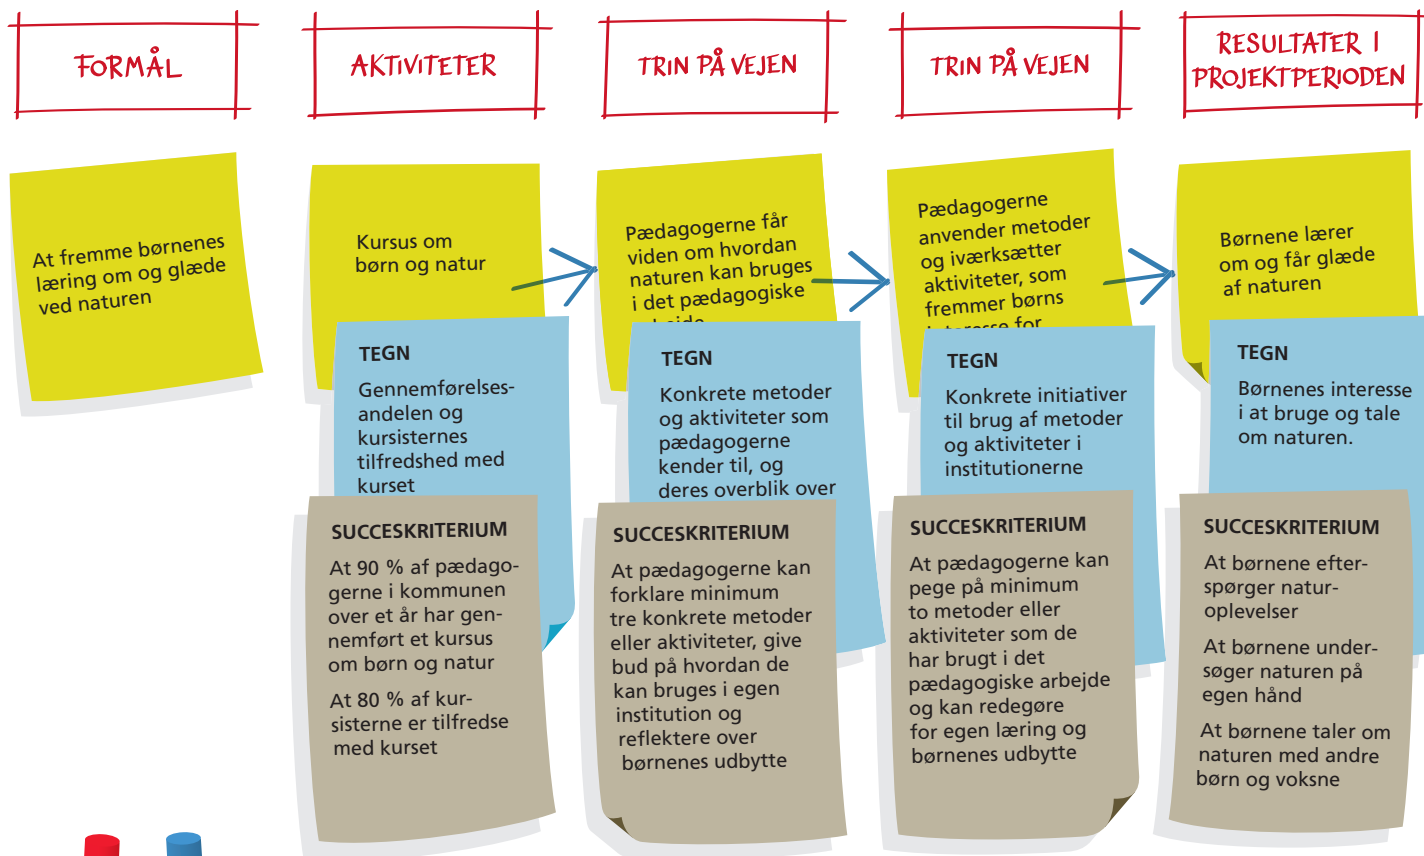 FORMÅL
AKTIVITETER
TRIN PÅ VEJEN
TRIN PÅ VEJEN
RESULTATER I
PROJEKTPERIODEN
At fremme børnenes
læring om og glæde
ved naturen
Kursus om
børn og natur
TEGN
Gennemførelses-
andelen og
kursisternes
tilfredshed med
kurset
SUCCESKRITERIUM
At 90 % af pædago-
gerne i kommunen
over et år har gen-
nemført et kursus
om børn og natur
At 80 % af kur-
sisterne er tilfredse
med kurset
Pædagogerne får
viden om hvordan
naturen kan bruges
i det pædagogiske
TEGN
Konkrete metoder
og aktiviteter som
pædagogerne
kender til, og
deres overblik over
SUCCESKRITERIUM
At pædagogerne kan
forklare minimum
tre konkrete metoder
eller aktiviteter, give
bud på hvordan de
kan bruges i egen
institution og
reflektere over
børnenes udbytte
Pædagogerne
anvender metoder
og iværksætter
aktiviteter, som
fremmer børns
interesse for
TEGN
Konkrete initiativer
til brug af metoder
og aktiviteter i
institutionerne
SUCCESKRITERIUM
At pædagogerne kan
pege på minimum
to metoder eller
aktiviteter som de
har brugt i det
pædagogiske arbejde
og kan redegøre
for egen læring og
børnenes udbytte
Børnene lærer
om og får glæde
af naturen
TEGN
Børnenes interesse
i at bruge og tale
om naturen.
SUCCESKRITERIUM
At børnene efter-
spørger natur-
oplevelser
At børnene under-
søger naturen på
egen hånd
At børnene taler om
naturen med andre
børn og voksne